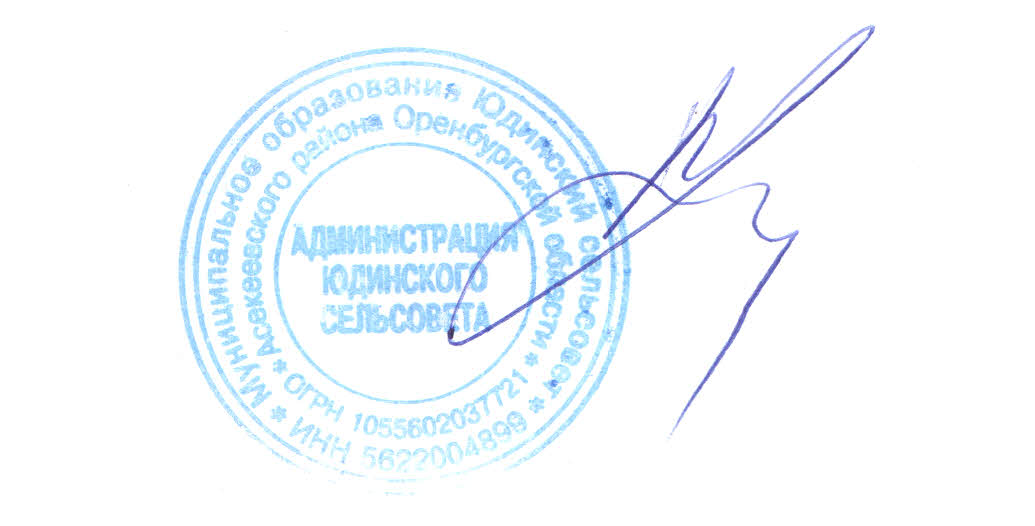 * Муниципальное образование Юдинский сельсовет *
* Асекеевского района Оренбургской области *
АДМИНИСТРАЦИЯ
ЮДИНСКОГО
СЕЛЬСОВЕТА
ОГРН 1055602037721
ИНН 5622004899